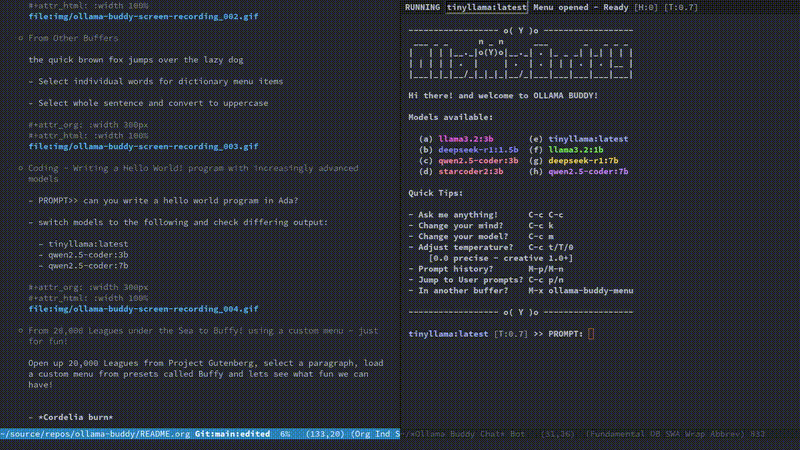 #+attr_org: :width 300px
#+attr_html: :width 100%
file:img/ollama-buddy-screen-recording_002.gif
From Other Buffers
the quick brown fox jumps over the lazy dog
- Select individual words for dictionary menu items
- Select whole sentence and convert to uppercase
#+attr_org: :width 300px
#+attr_html: :width 100%
file:img/ollama-buddy-screen-recording_003.gif
Coding - Writing a Hello World! program with increasingly advanced
models
- PROMPT>> can you write a hello world program in Ada?
- switch models to the following and check differing output:
- tinyllama:latest
- qwen2.5-coder:3b
- qwen2.5-coder:7b
#+attr_org: :width 300px
#+attr_html: :width 100%
file:img/ollama-buddy-screen-recording_004.gif
From 20,000 Leagues under the Sea to Buffy! using a custom menu - just
for fun!
Open up 20,000 Leagues from Project Gutenberg, select a paragraph, load
a custom menu from presets called Buffy and lets see what fun we can
have!
- *Cordelia burn*
~/source/repos/ollama-buddy/README.org Git:main:edited 6% (133,20) (Org Ind S
RUNNING tinyllama:latest Menu opened - Ready [H:0] [T:0.7]
------------------ o( Y )o ------------------
Hi there! and welcome to OLLAMA BUDDY!
Models available:
(a) llama3.2:3b (e) tinyllama:latest
(b) deepseek-r1:1.5b (f) llama3.2:1b
(c) qwen2.5-coder:3b (g) deepseek-r1:7b
(d) starcoder2:3b (h) qwen2.5-coder:7b
Quick Tips:
- Ask me anything! C-c C-c
- Change your mind? C-c k
- Change your model? C-c m
- Adjust temperature? C-c t/T/0
[0.0 precise - creative 1.0+]
- Prompt history? M-p/M-n
- Jump to User prompts? C-c p/n
- In another buffer? M-x ollama-buddy-menu
------------------ o( Y )o ------------------
tinyllama:latest [T:0.7] >> PROMPT:
*Ollama Buddy Chat* Bot (31,36) (Fundamental OB SWA Wrap Abbrev) 832